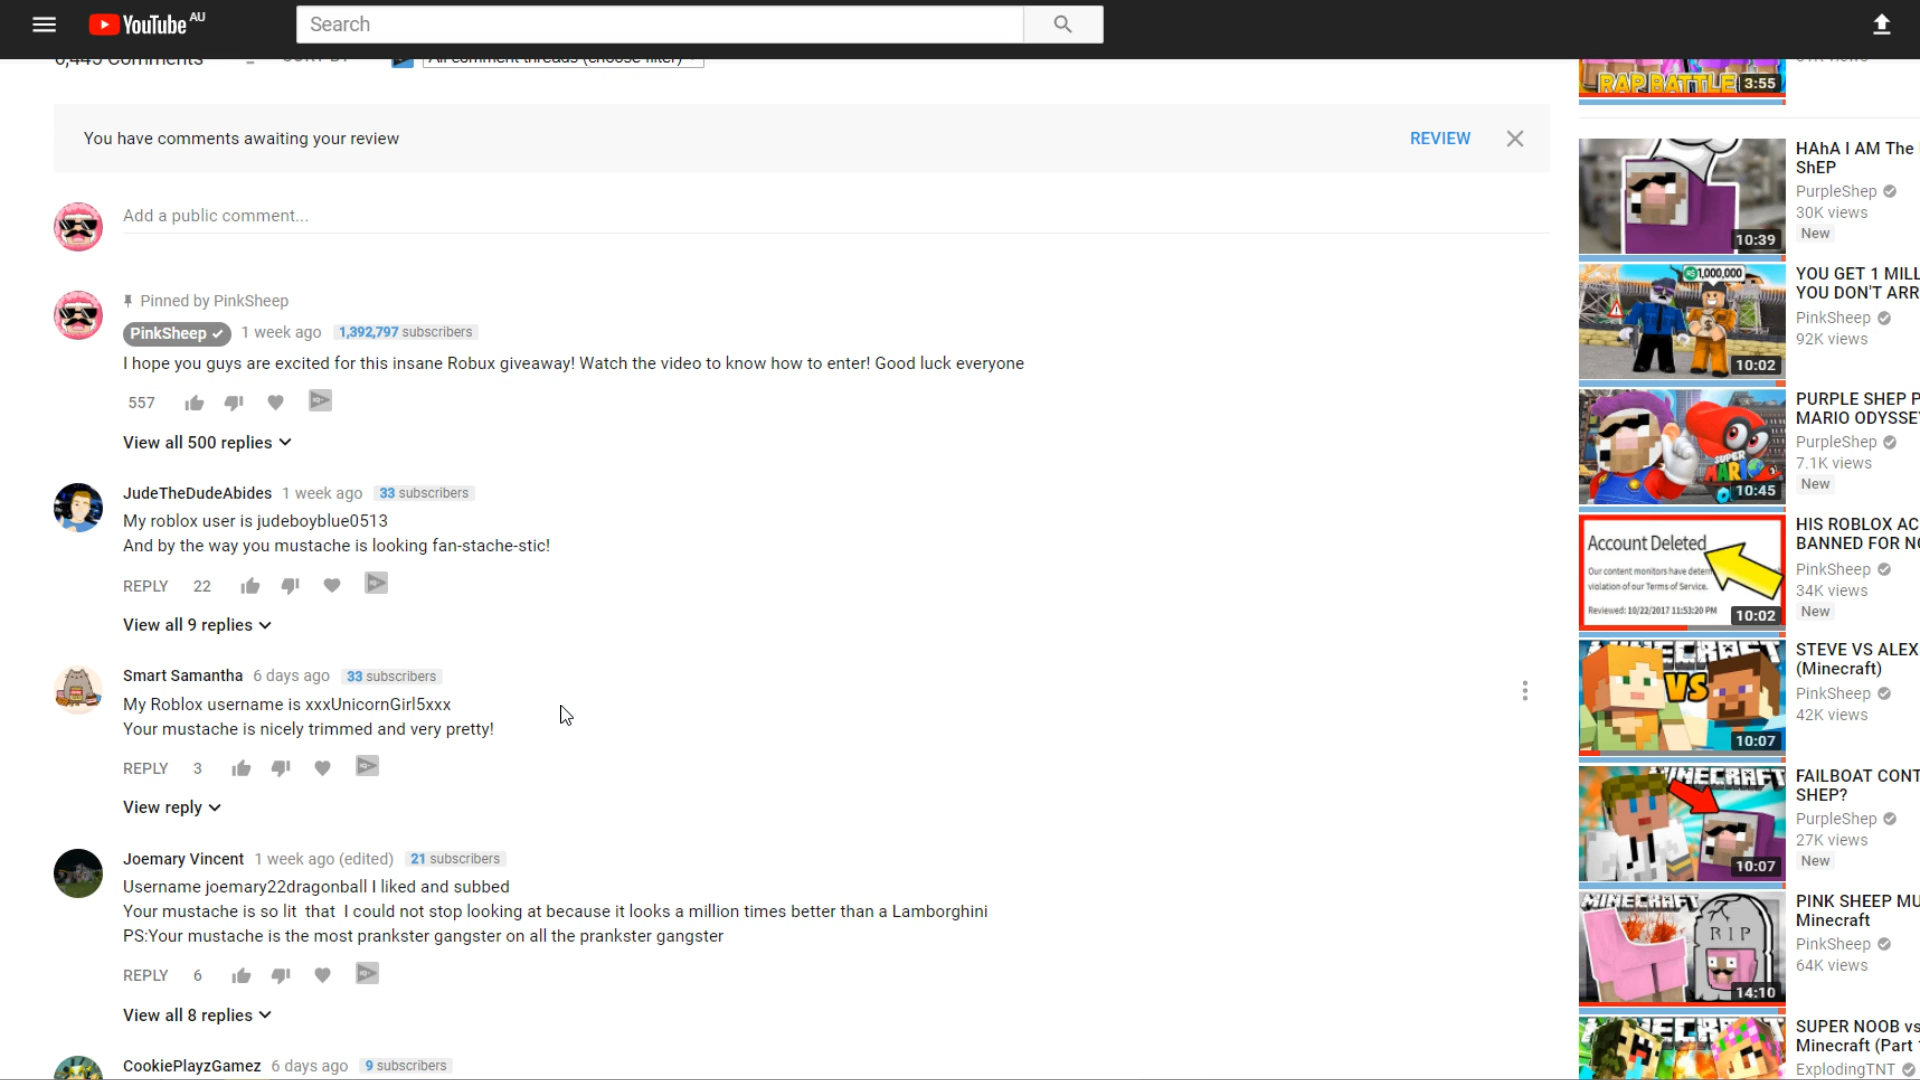 YouTube AU
Search
6,445 Comments
SORT BY
All comment threads (choose filter)
You have comments awaiting your review
REVIEW
Add a public comment...
Pinned by PinkSheep
PinkSheep 1 week ago 1,392,797 subscribers
I hope you guys are excited for this insane Robux giveaway! Watch the video to know how to enter! Good luck everyone
557
View all 500 replies
JudeTheDudeAbides 1 week ago 33 subscribers
My roblox user is judeboyblue0513
And by the way you mustache is looking fan-stache-stic!
REPLY 22
View all 9 replies
Smart Samantha 6 days ago 33 subscribers
My Roblox username is xxxUnicornGirl5xxx
Your mustache is nicely trimmed and very pretty!
REPLY 3
View reply
Joemary Vincent 1 week ago (edited) 21 subscribers
Username joemary22dragonball I liked and subbed
Your mustache is so lit that I could not stop looking at because it looks a million times better than a Lamborghini
PS:Your mustache is the most prankster gangster on all the prankster gangster
REPLY 6
View all 8 replies
CookiePlayzGamez 6 days ago 9 subscribers
RAP BATTLE
3:55
10:39
HAhA I AM The
ShEP
PurpleShep
30K views
New
1,000,000
10:02
YOU GET 1 MILL
YOU DON'T ARR
PinkSheep
92K views
SUPER
MARIO
10:45
PURPLE SHEP P
MARIO ODYSSEY
PurpleShep
7.1K views
New
Account Deleted
Our content monitors have determ
violation of our Terms of Service.
Reviewed: 10/22/2017 11:53:20 PM
10:02
HIS ROBLOX AC
BANNED FOR NO
PinkSheep
34K views
New
MINECRAFT
VS
10:07
STEVE VS ALEX
(Minecraft)
PinkSheep
42K views
MINECRAFT
10:07
FAILBOAT CONT
SHEP?
PurpleShep
27K views
New
MINECRAFT
RIP
14:10
PINK SHEEP MU
Minecraft
PinkSheep
64K views
MINECRAFT
SUPER NOOB vs
Minecraft (Part
ExplodingTNT